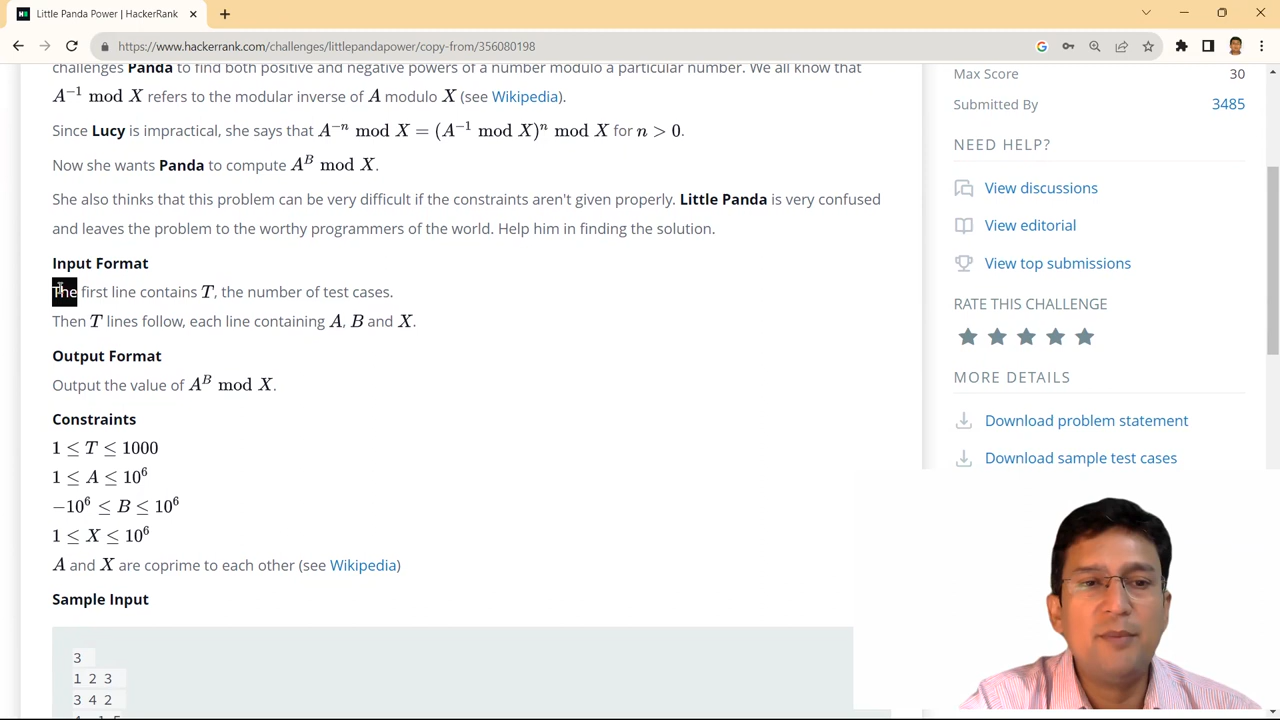 Little Panda Power | HackerRank
https://www.hackerrank.com/challenges/littlepandapower/copy-from/356080198
challenges Panda to find both positive and negative powers of a number modulo a particular number. We all know that
A⁻¹ mod X refers to the modular inverse of A modulo X (see Wikipedia).
Since Lucy is impractical, she says that A⁻ⁿ mod X = (A⁻¹ mod X)ⁿ mod X for n > 0.
Now she wants Panda to compute Aᴮ mod X.
She also thinks that this problem can be very difficult if the constraints aren't given properly. Little Panda is very confused
and leaves the problem to the worthy programmers of the world. Help him in finding the solution.
Input Format
The first line contains T, the number of test cases.
Then T lines follow, each line containing A, B and X.
Output Format
Output the value of Aᴮ mod X.
Constraints
1 ≤ T ≤ 1000
1 ≤ A ≤ 10⁶
−10⁶ ≤ B ≤ 10⁶
1 ≤ X ≤ 10⁶
A and X are coprime to each other (see Wikipedia)
Sample Input
3
1 2 3
3 4 2
4 -1 5
Max Score 30
Submitted By 3485
NEED HELP?
View discussions
View editorial
View top submissions
RATE THIS CHALLENGE
MORE DETAILS
Download problem statement
Download sample test cases